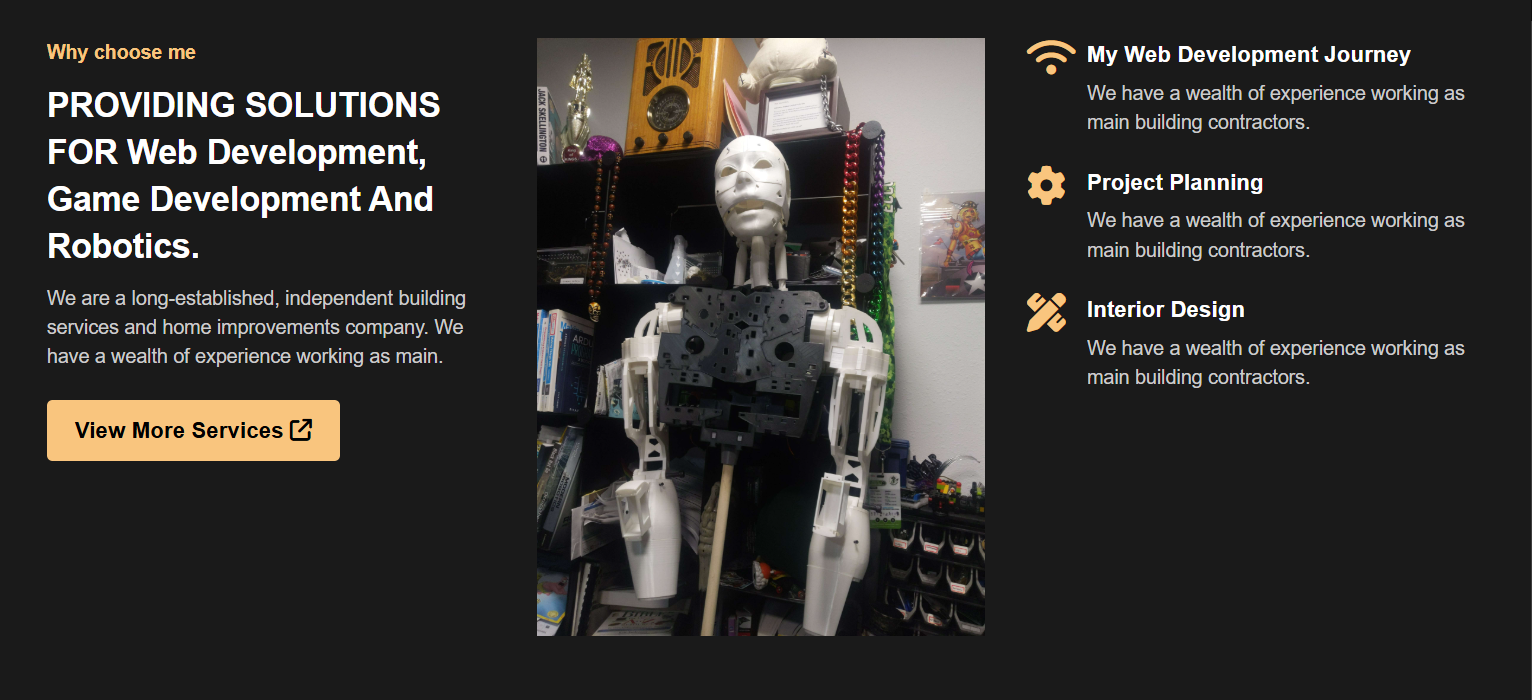 Why choose me
PROVIDING SOLUTIONS
FOR Web Development,
Game Development And
Robotics.
We are a long-established, independent building
services and home improvements company. We
have a wealth of experience working as main.
View More Services
JACK SKELLINGTON
My Web Development Journey
We have a wealth of experience working as
main building contractors.
Project Planning
We have a wealth of experience working as
main building contractors.
Interior Design
We have a wealth of experience working as
main building contractors.